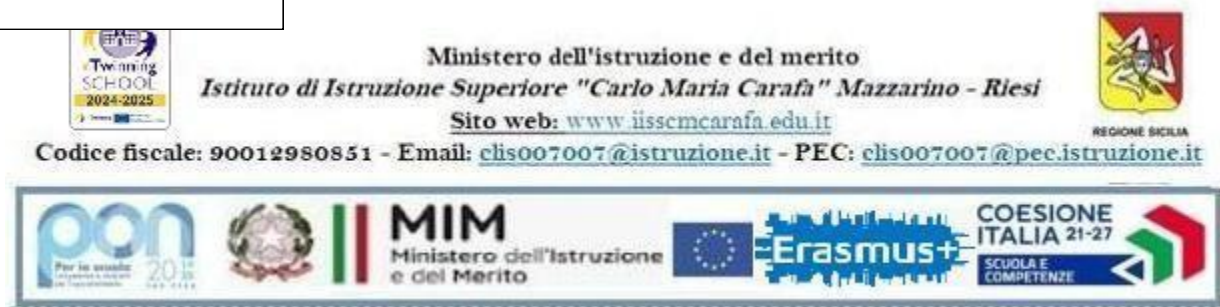 eTwinning
SCHOOL
2024-2025
Ministero dell'istruzione e del merito
Istituto di Istruzione Superiore "Carlo Maria Carafa" Mazzarino - Riesi
Sito web: www.iisscmcarafa.edu.it
REGIONE SICILIA
Codice fiscale: 90012980851 - Email: clis007007@istruzione.it - PEC: clis007007@pec.istruzione.it
pon
Per la scuola
20
MIM
Ministero dell'Istruzione
e del Merito
Erasmus+
COESIONE
ITALIA 21-27
SCUOLA E
COMPETENZE